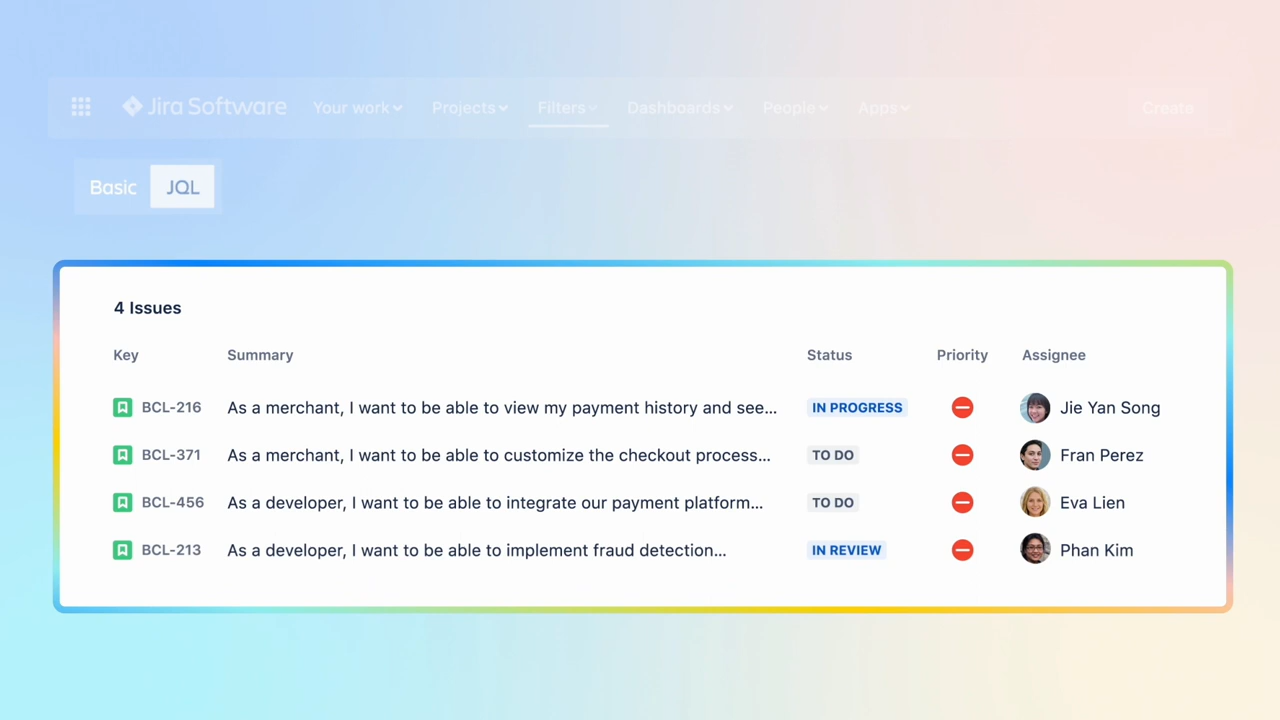 Jira Software Your work Projects Filters Dashboards People Apps Create
Basic JQL
4 Issues
Key Summary Status Priority Assignee
BCL-216 As a merchant, I want to be able to view my payment history and see... IN PROGRESS Jie Yan Song
BCL-371 As a merchant, I want to be able to customize the checkout process... TO DO Fran Perez
BCL-456 As a developer, I want to be able to integrate our payment platform... TO DO Eva Lien
BCL-213 As a developer, I want to be able to implement fraud detection... IN REVIEW Phan Kim